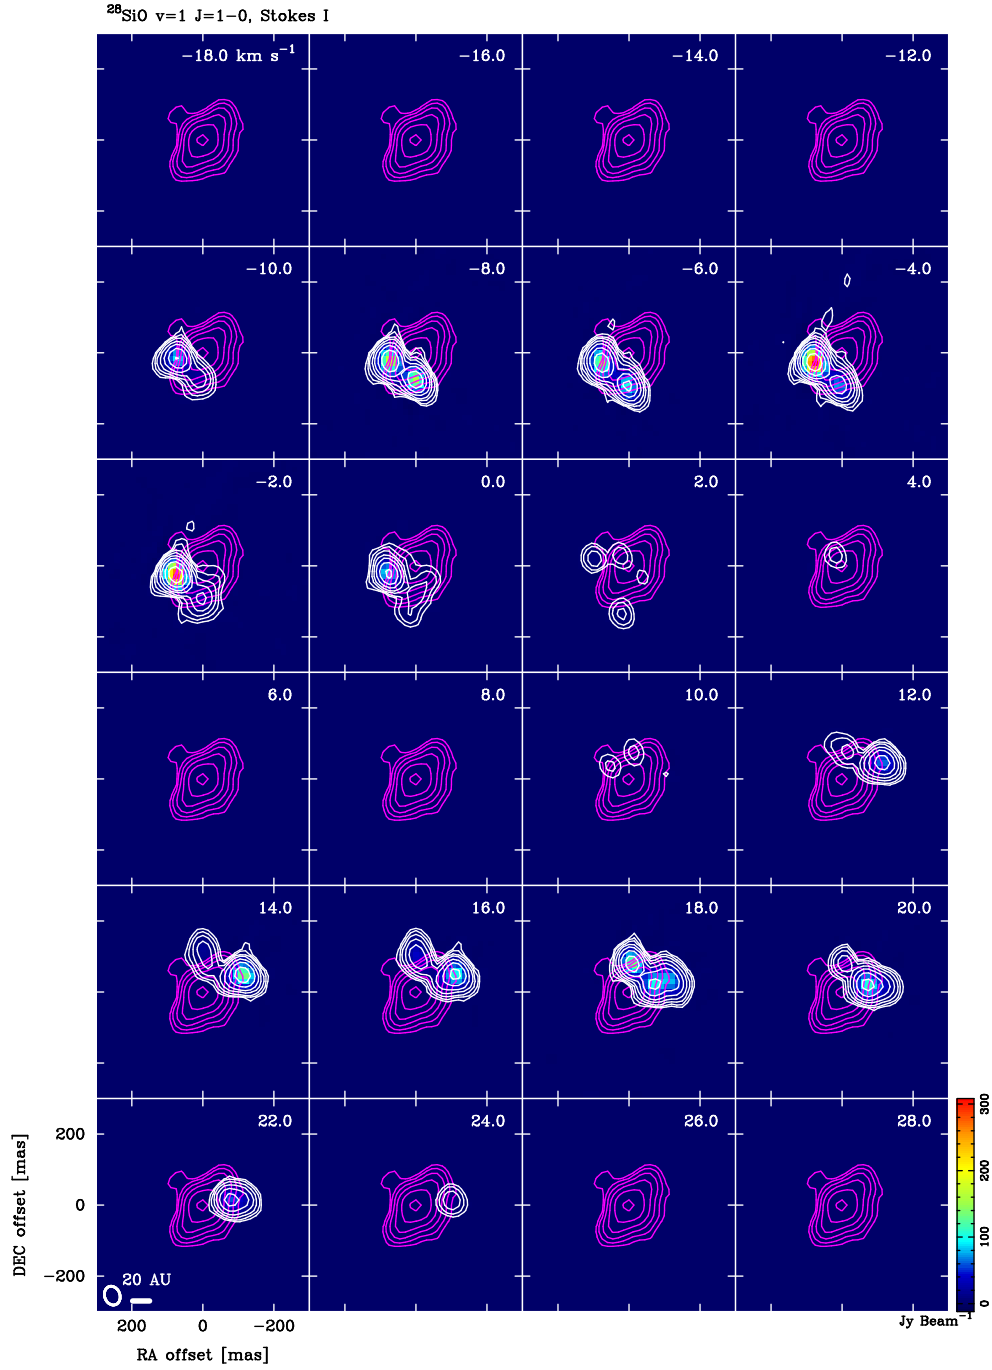 ²⁸SiO v=1 J=1−0, Stokes I
−18.0 km s⁻¹ −16.0 −14.0 −12.0
−10.0 −8.0 −6.0 −4.0
−2.0 0.0 2.0 4.0
6.0 8.0 10.0 12.0
14.0 16.0 18.0 20.0
22.0 24.0 26.0 28.0
DEC offset [mas]
200
0
−200
20 AU
200 0 −200
RA offset [mas]
300
200
100
0
Jy Beam⁻¹